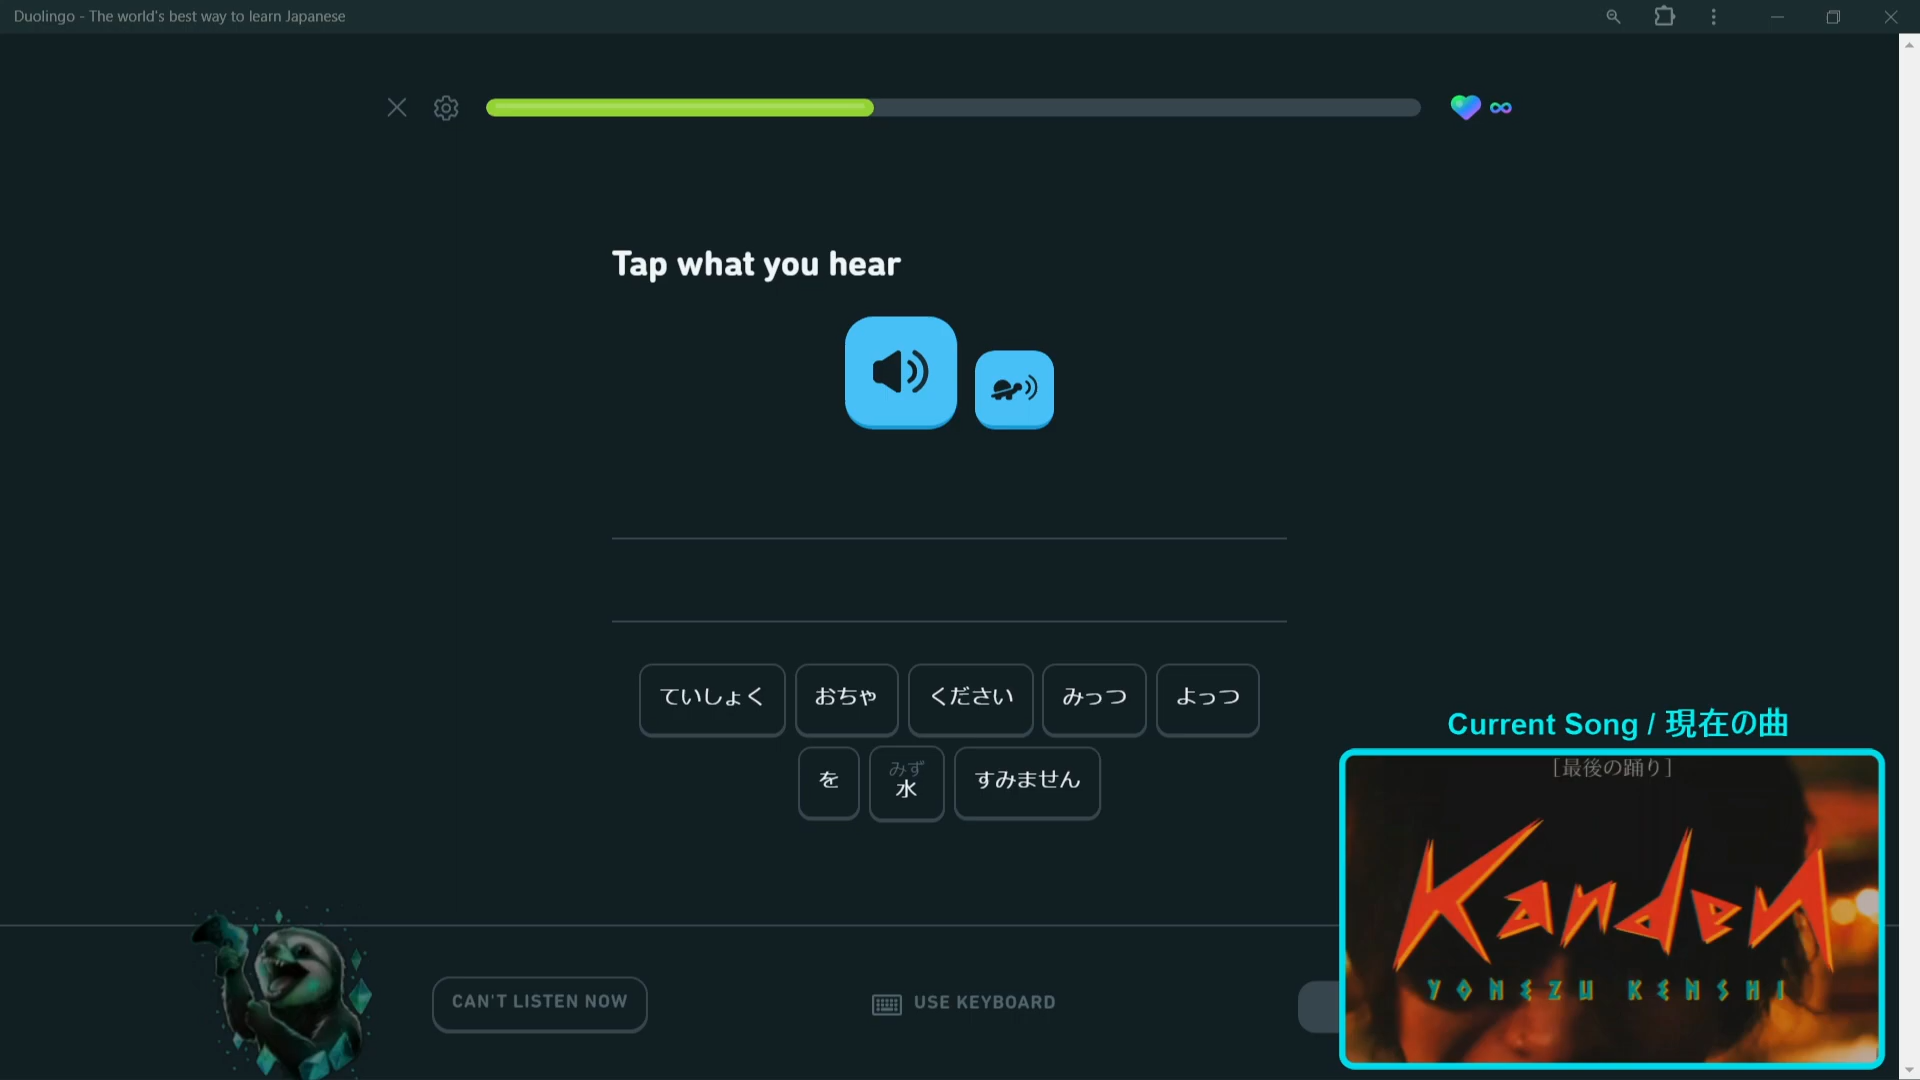 Duolingo - The world's best way to learn Japanese
Tap what you hear
ていしょく
おちゃ
ください
みっつ
よっつ
を
みず
水
すみません
CAN'T LISTEN NOW
USE KEYBOARD
Current Song / 現在の曲
[最後の踊り]
Kanden
YONEZU KENSHI